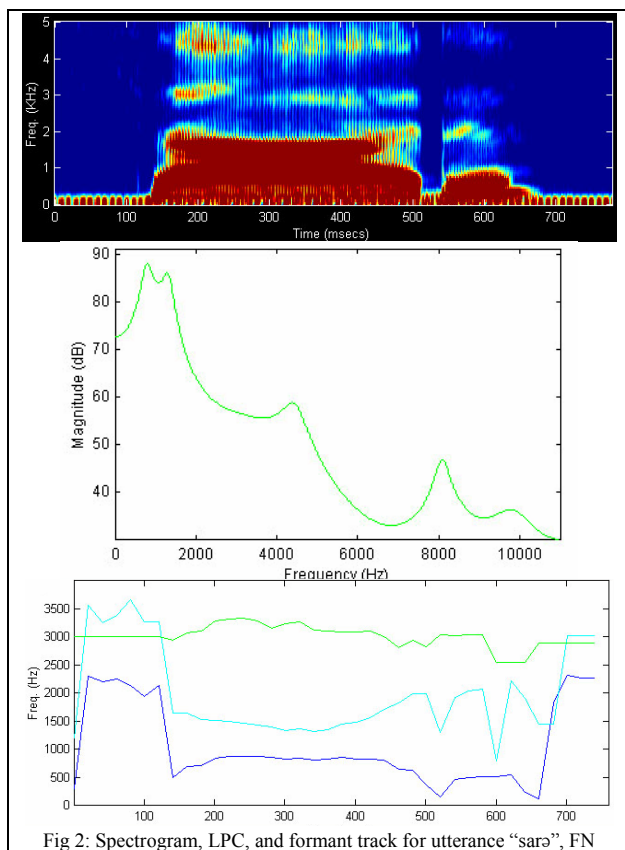 5
4
3
2
1
0
Freq. (KHz)
0 100 200 300 400 500 600 700
Time (msecs)
91
80
70
60
50
40
Magnitude (dB)
0 2000 4000 6000 8000 10000
Frequency (Hz)
3500
3000
2500
2000
1500
1000
500
0
Freq. (Hz)
100 200 300 400 500 600 700
Fig 2: Spectrogram, LPC, and formant track for utterance “sarə”, FN